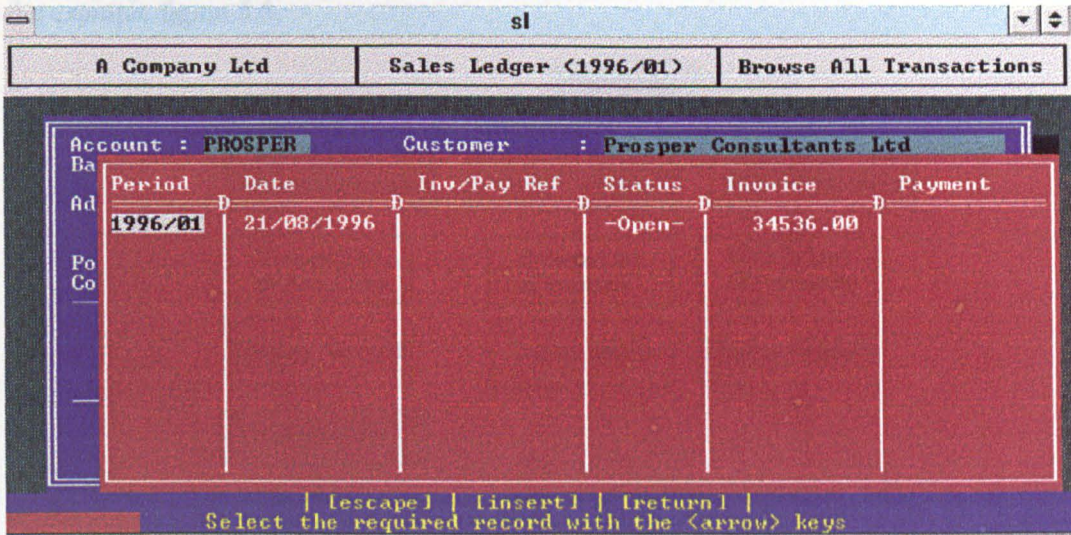 sl
A Company Ltd Sales Ledger (1996/01) Browse All Transactions
Account : PROSPER Customer : Prosper Consultants Ltd
Ba
Period Date Inv/Pay Ref Status Invoice Payment
Ad
1996/01 21/08/1996 -Open- 34536.00
Po
Co
| [escape] | [insert] | [return] |
Select the required record with the <arrow> keys